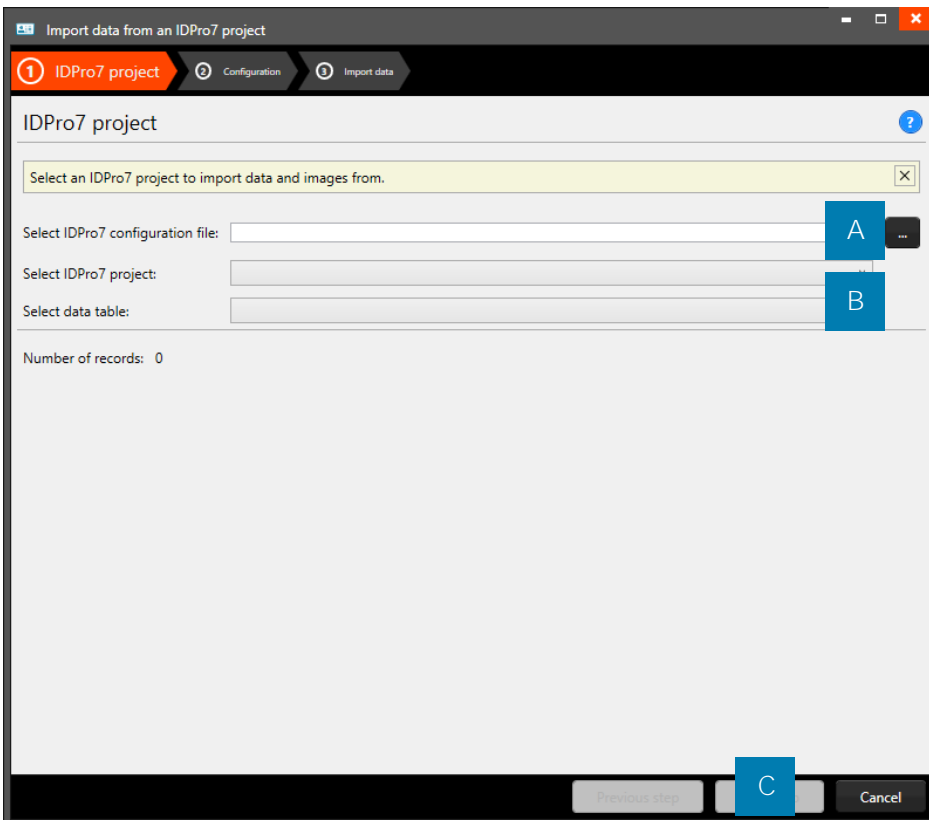 Import data from an IDPro7 project
1 IDPro7 project 2 Configuration 3 Import data
IDPro7 project ?
Select an IDPro7 project to import data and images from.
Select IDPro7 configuration file: A ...
Select IDPro7 project:
B
Select data table:
Number of records: 0
Previous step C Cancel